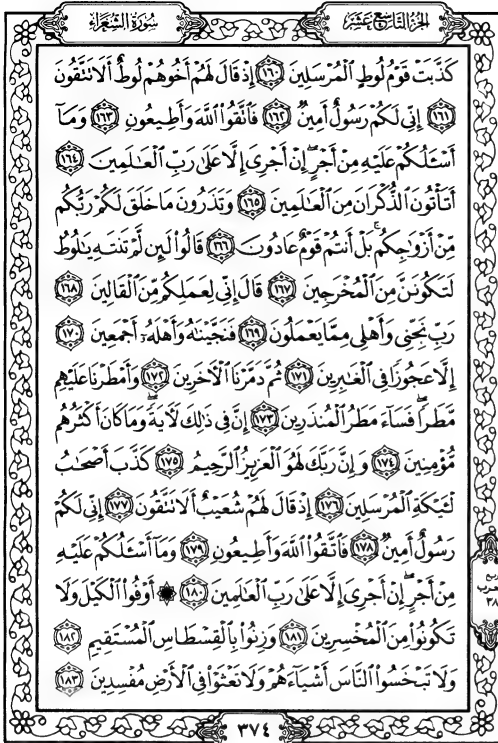 الجزء التاسع عشر سورة الشعراء
كَذَّبَتْ قَوْمُ لُوطٍ ٱلْمُرْسَلِينَ ١٦٠ إِذْ قَالَ لَهُمْ أَخُوهُمْ لُوطٌ أَلَا تَتَّقُونَ
١٦١ إِنِّى لَكُمْ رَسُولٌ أَمِينٌ ١٦٢ فَٱتَّقُوا۟ ٱللَّهَ وَأَطِيعُونِ ١٦٣ وَمَآ
أَسْـَٔلُكُمْ عَلَيْهِ مِنْ أَجْرٍ ۖ إِنْ أَجْرِىَ إِلَّا عَلَىٰ رَبِّ ٱلْعَـٰلَمِينَ ١٦٤
أَتَأْتُونَ ٱلذُّكْرَانَ مِنَ ٱلْعَـٰلَمِينَ ١٦٥ وَتَذَرُونَ مَا خَلَقَ لَكُمْ رَبُّكُم
مِّنْ أَزْوَٰجِكُم ۚ بَلْ أَنتُمْ قَوْمٌ عَادُونَ ١٦٦ قَالُوا۟ لَئِن لَّمْ تَنتَهِ يَـٰلُوطُ
لَتَكُونَنَّ مِنَ ٱلْمُخْرَجِينَ ١٦٧ قَالَ إِنِّى لِعَمَلِكُم مِّنَ ٱلْقَالِينَ ١٦٨
رَبِّ نَجِّنِى وَأَهْلِى مِمَّا يَعْمَلُونَ ١٦٩ فَنَجَّيْنَـٰهُ وَأَهْلَهُۥٓ أَجْمَعِينَ ١٧٠
إِلَّا عَجُوزًا فِى ٱلْغَـٰبِرِينَ ١٧١ ثُمَّ دَمَّرْنَا ٱلْـَٔاخَرِينَ ١٧٢ وَأَمْطَرْنَا عَلَيْهِم
مَّطَرًا ۖ فَسَآءَ مَطَرُ ٱلْمُنذَرِينَ ١٧٣ إِنَّ فِى ذَٰلِكَ لَـَٔايَةً ۖ وَمَا كَانَ أَكْثَرُهُم
مُّؤْمِنِينَ ١٧٤ وَإِنَّ رَبَّكَ لَهُوَ ٱلْعَزِيزُ ٱلرَّحِيمُ ١٧٥ كَذَّبَ أَصْحَـٰبُ
لْـَٔيْكَةِ ٱلْمُرْسَلِينَ ١٧٦ إِذْ قَالَ لَهُمْ شُعَيْبٌ أَلَا تَتَّقُونَ ١٧٧ إِنِّى لَكُمْ
رَسُولٌ أَمِينٌ ١٧٨ فَٱتَّقُوا۟ ٱللَّهَ وَأَطِيعُونِ ١٧٩ وَمَآ أَسْـَٔلُكُمْ عَلَيْهِ
مِنْ أَجْرٍ ۖ إِنْ أَجْرِىَ إِلَّا عَلَىٰ رَبِّ ٱلْعَـٰلَمِينَ ١٨٠ ۞ أَوْفُوا۟ ٱلْكَيْلَ وَلَا
تَكُونُوا۟ مِنَ ٱلْمُخْسِرِينَ ١٨١ وَزِنُوا۟ بِٱلْقِسْطَاسِ ٱلْمُسْتَقِيمِ ١٨٢
وَلَا تَبْخَسُوا۟ ٱلنَّاسَ أَشْيَآءَهُمْ وَلَا تَعْثَوْا۟ فِى ٱلْأَرْضِ مُفْسِدِينَ ١٨٣
٣٨
٣٧٤